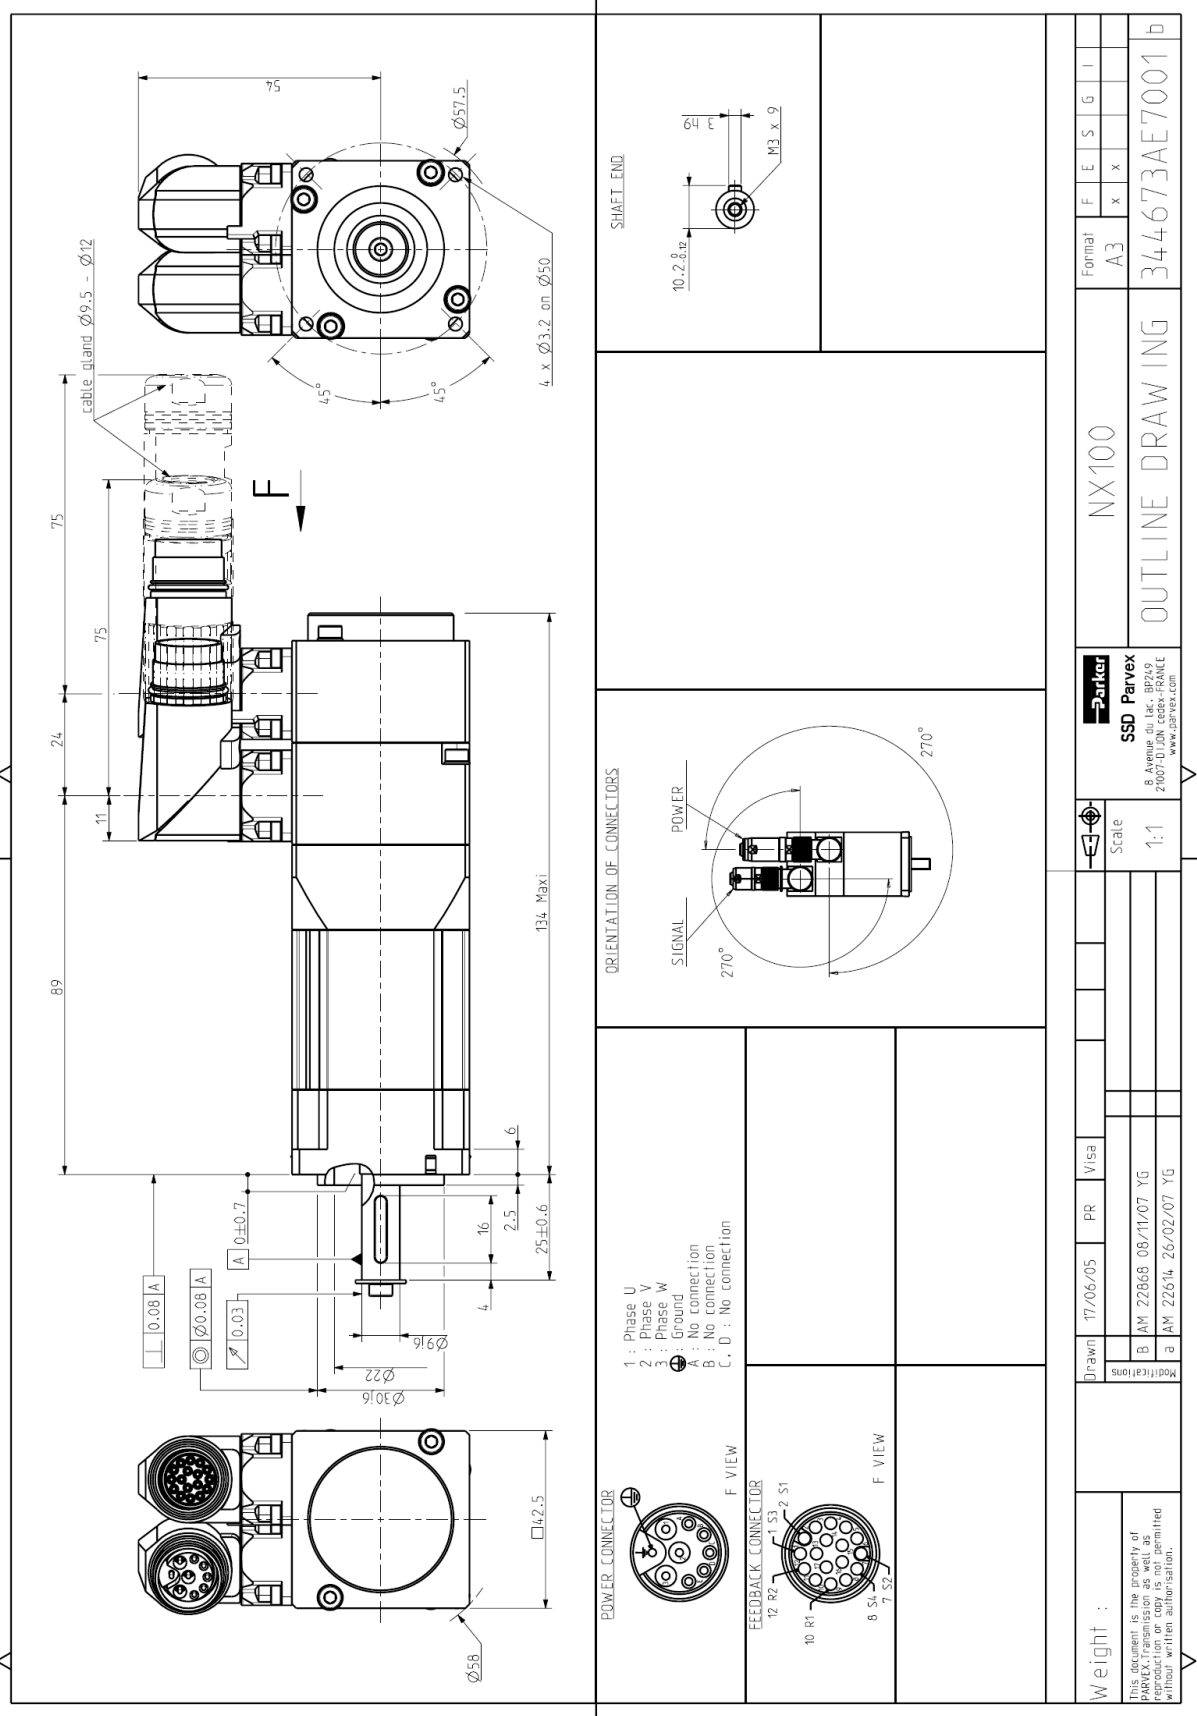 54
Ø57.5
cable gland Ø9.5 - Ø12
4 x Ø3.2 on Ø50
45°
45°
75
75
24
11
89
F
134 Maxi
6
2.5
25±0.6
16
4
0±0.7
A
⊥ 0.08 A
◎ Ø0.08 A
0.03
Ø9j6
Ø22
Ø30j6
□42.5
Ø58
SHAFT END
3 h9
M3 x 9
10.2 0 -0.12
ORIENTATION OF CONNECTORS
POWER
SIGNAL
270°
270°
POWER CONNECTOR
F VIEW
1 : Phase U
2 : Phase V
3 : Phase W
: Ground
A : No connection
B : No connection
C, D : No connection
FEEDBACK CONNECTOR
12 R2
1 S3
2 S1
10 R1
8 S4
7 S2
F VIEW
Weight :
This document is the property of
PARVEX.Transmission as well as
reproduction or copy is not permitted
without written authorisation.
Drawn 17/06/05 PR Visa
Modifications
B AM 22868 08/11/07 YG
a AM 22614 26/02/07 YG
Scale
1:1
Parker
SSD Parvex
8 Avenue du lac. BP249
21007-DIJON cedex-FRANCE
www.parvex.com
NX100
OUTLINE DRAWING
Format
A3
F E S G I
x x
344673AE7001 b